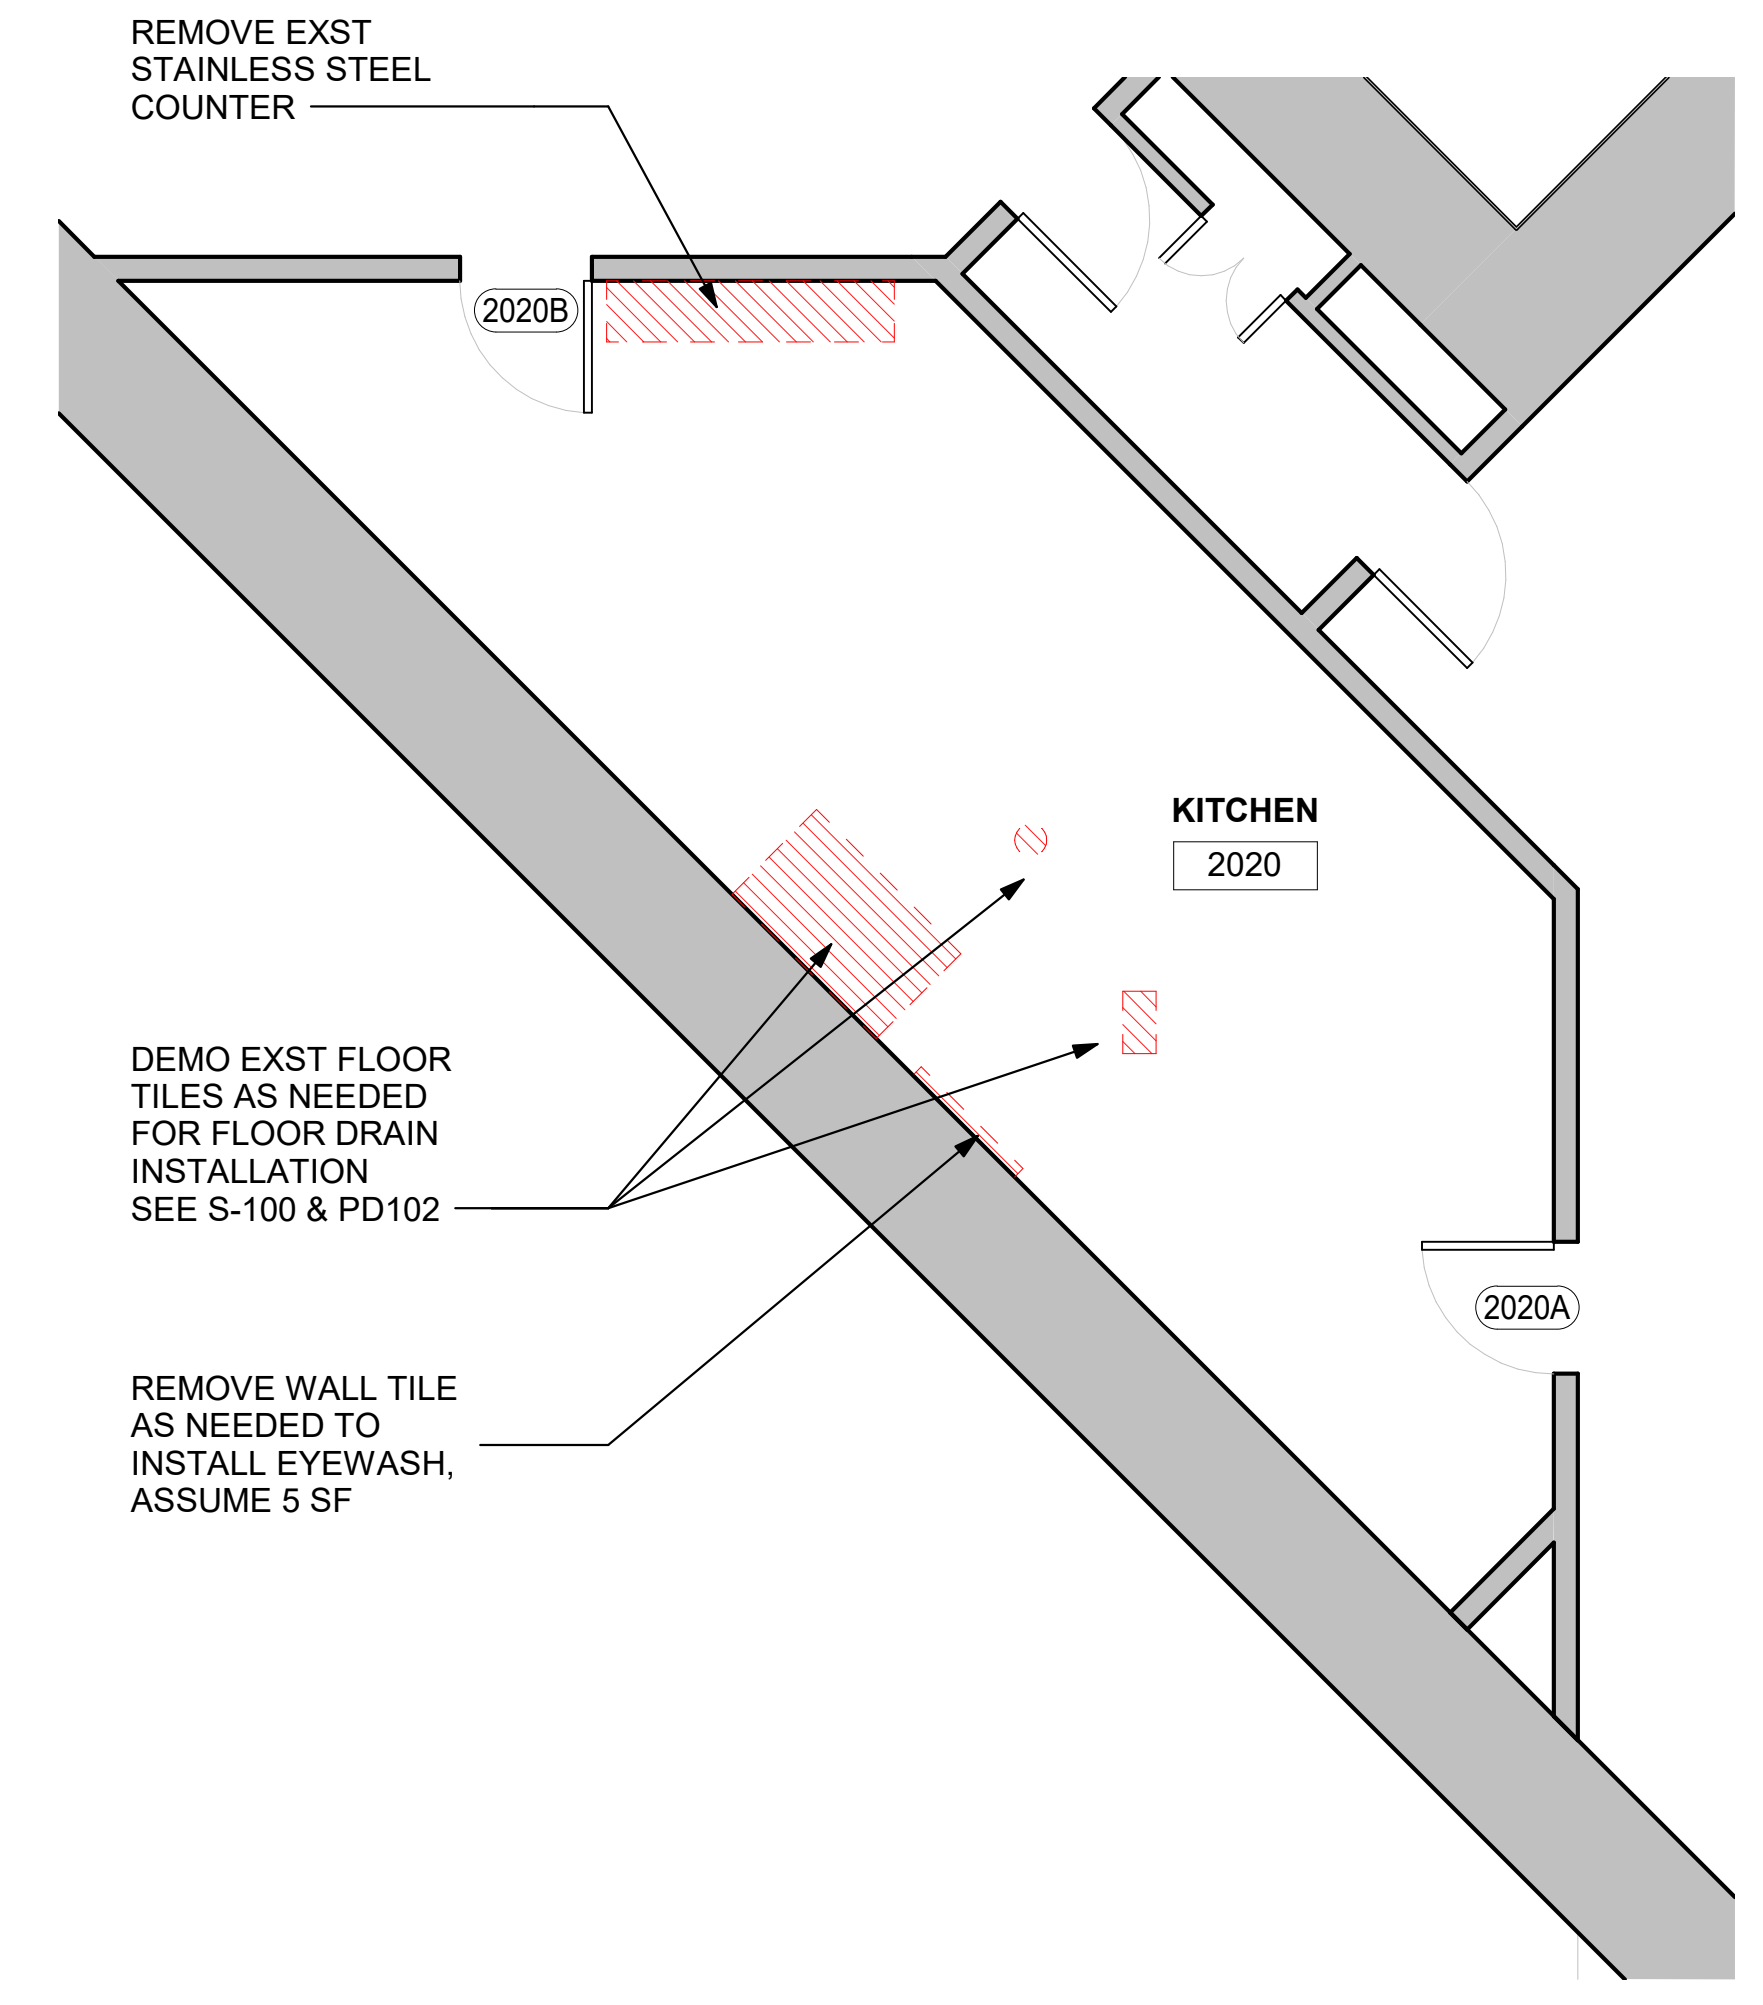 REMOVE EXST
STAINLESS STEEL
COUNTER
2020B
KITCHEN
2020
DEMO EXST FLOOR
TILES AS NEEDED
FOR FLOOR DRAIN
INSTALLATION
SEE S-100 & PD102
2020A
REMOVE WALL TILE
AS NEEDED TO
INSTALL EYEWASH,
ASSUME 5 SF